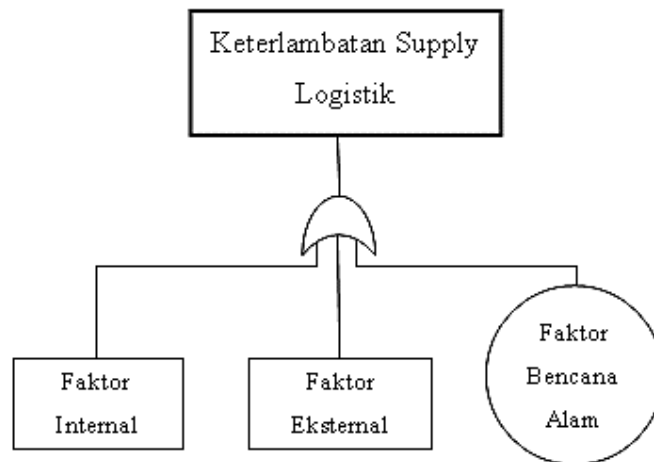 Keterlambatan Supply
Logistik
Faktor
Internal
Faktor
Eksternal
Faktor
Bencana
Alam